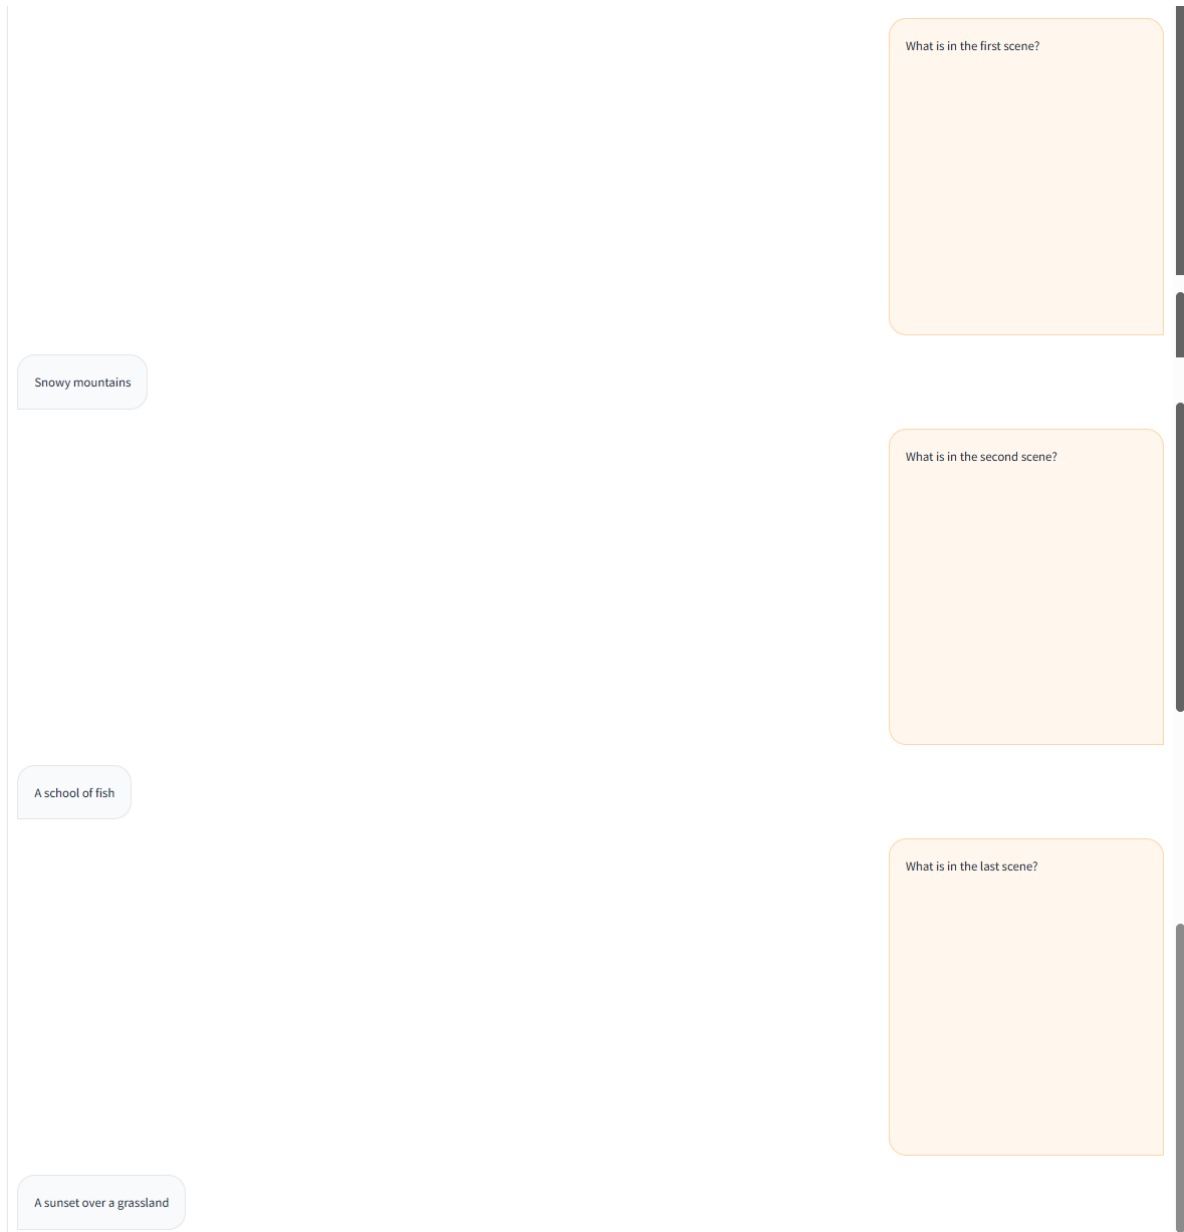 What is in the first scene?
Snowy mountains
What is in the second scene?
A school of fish
What is in the last scene?
A sunset over a grassland